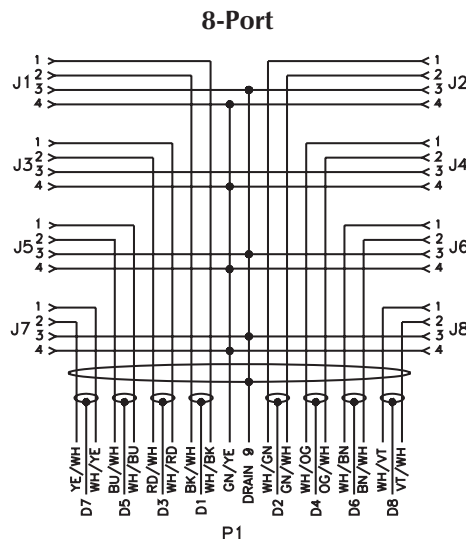 8-Port
J1 1 2 3 4
1 2 3 4 J2
J3 1 2 3 4
1 2 3 4 J4
J5 1 2 3 4
1 2 3 4 J6
J7 1 2 3 4
1 2 3 4 J8
YE/WH
D7
WH/YE
BU/WH
D5
WH/BU
RD/WH
D3
WH/RD
BK/WH
D1
WH/BK
GN/YE
DRAIN 9
WH/GN
D2
GN/WH
WH/OG
D4
OG/WH
WH/BN
D6
BN/WH
WH/VT
D8
VT/WH
P1